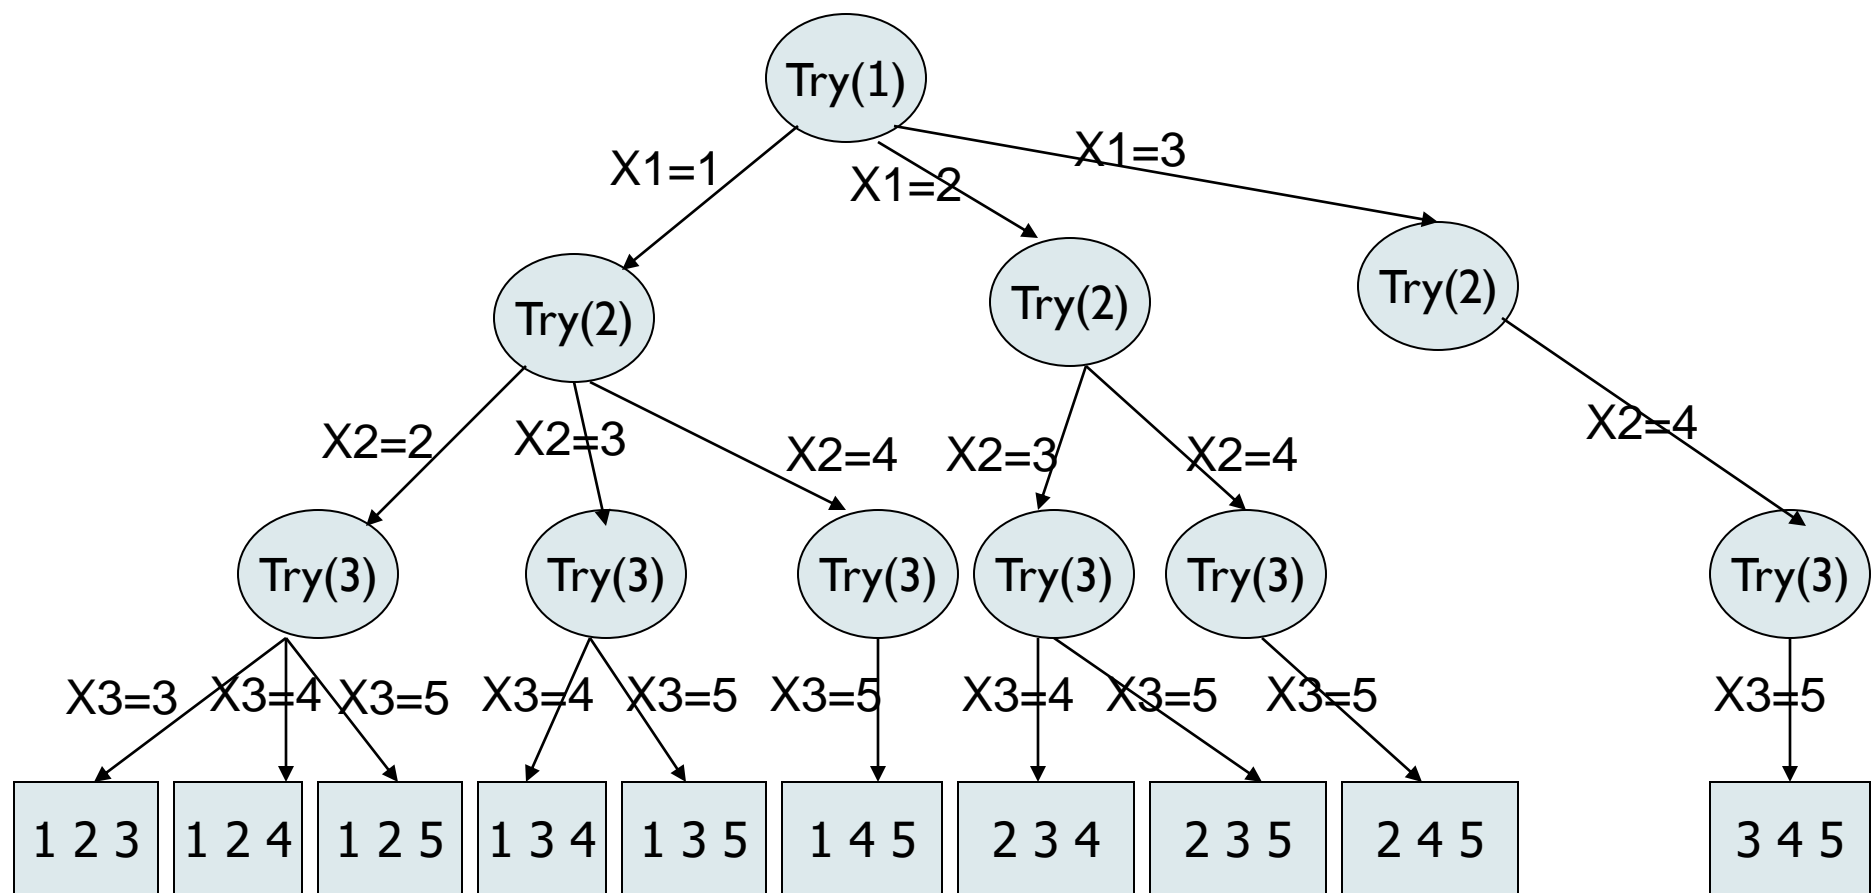 Try(1)
X1=1
X1=2
X1=3
Try(2)
Try(2)
Try(2)
X2=2
X2=3
X2=4
X2=3
X2=4
X2=4
Try(3)
Try(3)
Try(3)
Try(3)
Try(3)
Try(3)
X3=3
X3=4
X3=5
X3=4
X3=5
X3=5
X3=4
X3=5
X3=5
X3=5
1 2 3
1 2 4
1 2 5
1 3 4
1 3 5
1 4 5
2 3 4
2 3 5
2 4 5
3 4 5